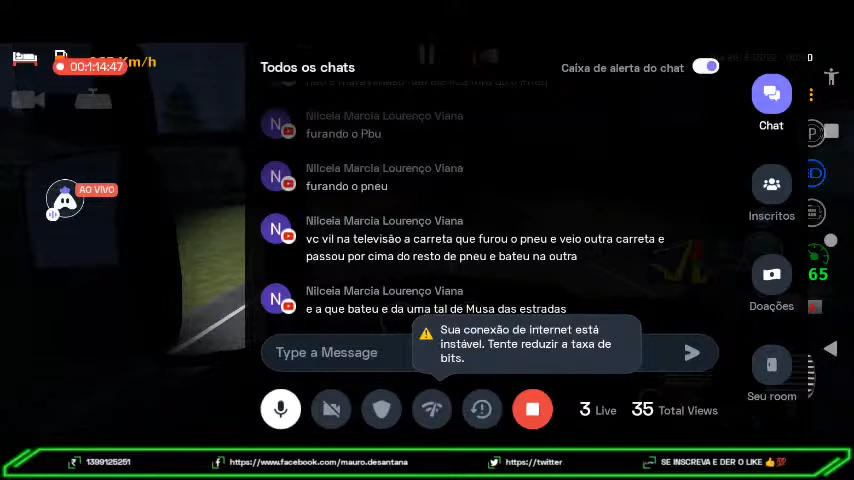 Km/h
00:1:14:47
Todos os chats
Caixa de alerta do chat
Chat
Nilceia Marcia Lourenço Viana
furando o Pbu
Nilceia Marcia Lourenço Viana
furando o pneu
AO VIVO
Inscritos
Nilceia Marcia Lourenço Viana
vc vil na televisão a carreta que furou o pneu e veio outra carreta e
passou por cima do resto de pneu e bateu na outra
65
Nilceia Marcia Lourenço Viana
e a que bateu e da uma tal de Musa das estradas
Doações
Sua conexão de internet está
instável. Tente reduzir a taxa de
bits.
Type a Message
Seu room
3 Live
35 Total Views
1399125251
https://www.facebook.com/mauro.desantana
https://twitter
SE INSCREVA E DER O LIKE 👍💯